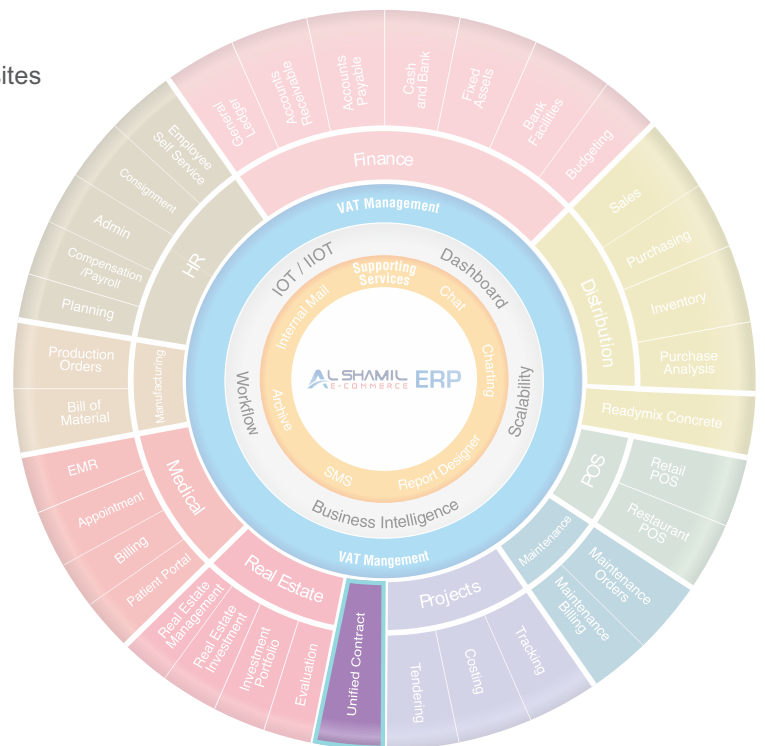 sites
General
Ledger
Accounts
Receivable
Accounts
Payable
Cash
and Bank
Fixed
Assets
Bank
Facilities
Budgeting
Finance
Employee
Self Service
Consignment
Admin
Compensation
/Payroll
Planning
HR
Sales
Purchasing
Inventory
Purchase
Analysis
Distribution
Readymix Concrete
Production
Orders
Bill of
Material
Manufacturing
VAT Management
IOT / IIOT
Dashboard
Scalability
Business Intelligence
Workflow
Supporting
Services
Chat
Charting
Report Designer
SMS
Archive
Internal Mail
AL SHAMIL ERP
E-COMMERCE
VAT Mangement
POS
Retail
POS
Restaurant
POS
Maintenance
Maintenance
Orders
Maintenance
Billing
Medical
EMR
Appointment
Billing
Patient Portal
Real Estate
Real Estate
Management
Real Estate
Investment
Investment
Portfolio
Evaluation
Unified Contract
Projects
Tendering
Costing
Tracking